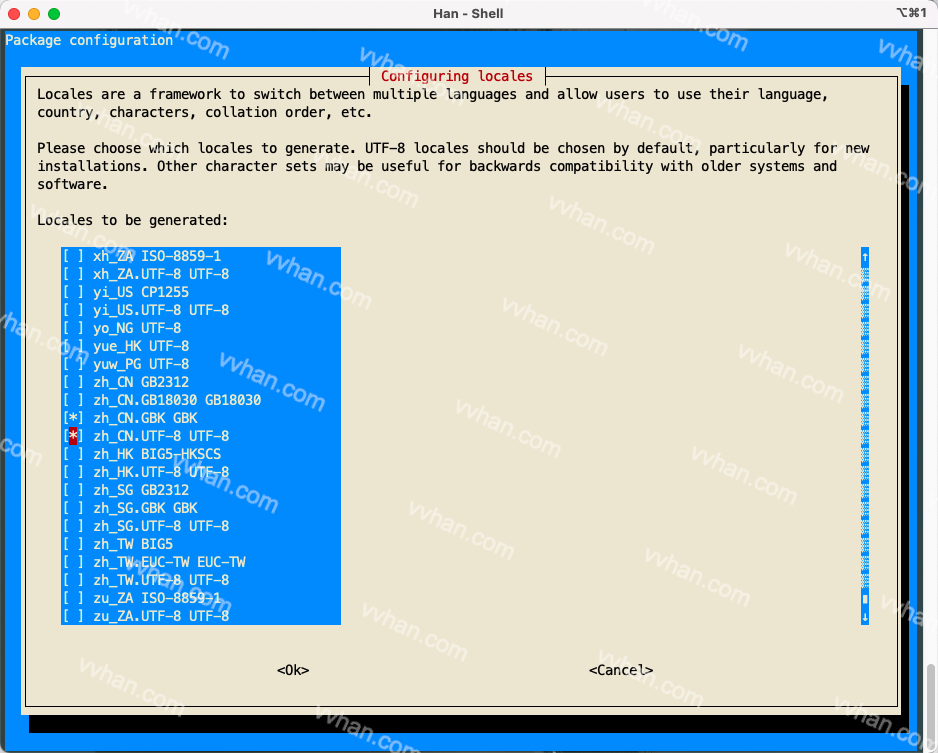 Han - Shell
⌥⌘1
Package configuration
Configuring locales
Locales are a framework to switch between multiple languages and allow users to use their language,
country, characters, collation order, etc.
Please choose which locales to generate. UTF-8 locales should be chosen by default, particularly for new
installations. Other character sets may be useful for backwards compatibility with older systems and
software.
Locales to be generated:
[ ] xh_ZA ISO-8859-1
[ ] xh_ZA.UTF-8 UTF-8
[ ] yi_US CP1255
[ ] yi_US.UTF-8 UTF-8
[ ] yo_NG UTF-8
[ ] yue_HK UTF-8
[ ] yuw_PG UTF-8
[ ] zh_CN GB2312
[ ] zh_CN.GB18030 GB18030
[*] zh_CN.GBK GBK
[*] zh_CN.UTF-8 UTF-8
[ ] zh_HK BIG5-HKSCS
[ ] zh_HK.UTF-8 UTF-8
[ ] zh_SG GB2312
[ ] zh_SG.GBK GBK
[ ] zh_SG.UTF-8 UTF-8
[ ] zh_TW BIG5
[ ] zh_TW.EUC-TW EUC-TW
[ ] zh_TW.UTF-8 UTF-8
[ ] zu_ZA ISO-8859-1
[ ] zu_ZA.UTF-8 UTF-8
<Ok> <Cancel>
vvhan.com